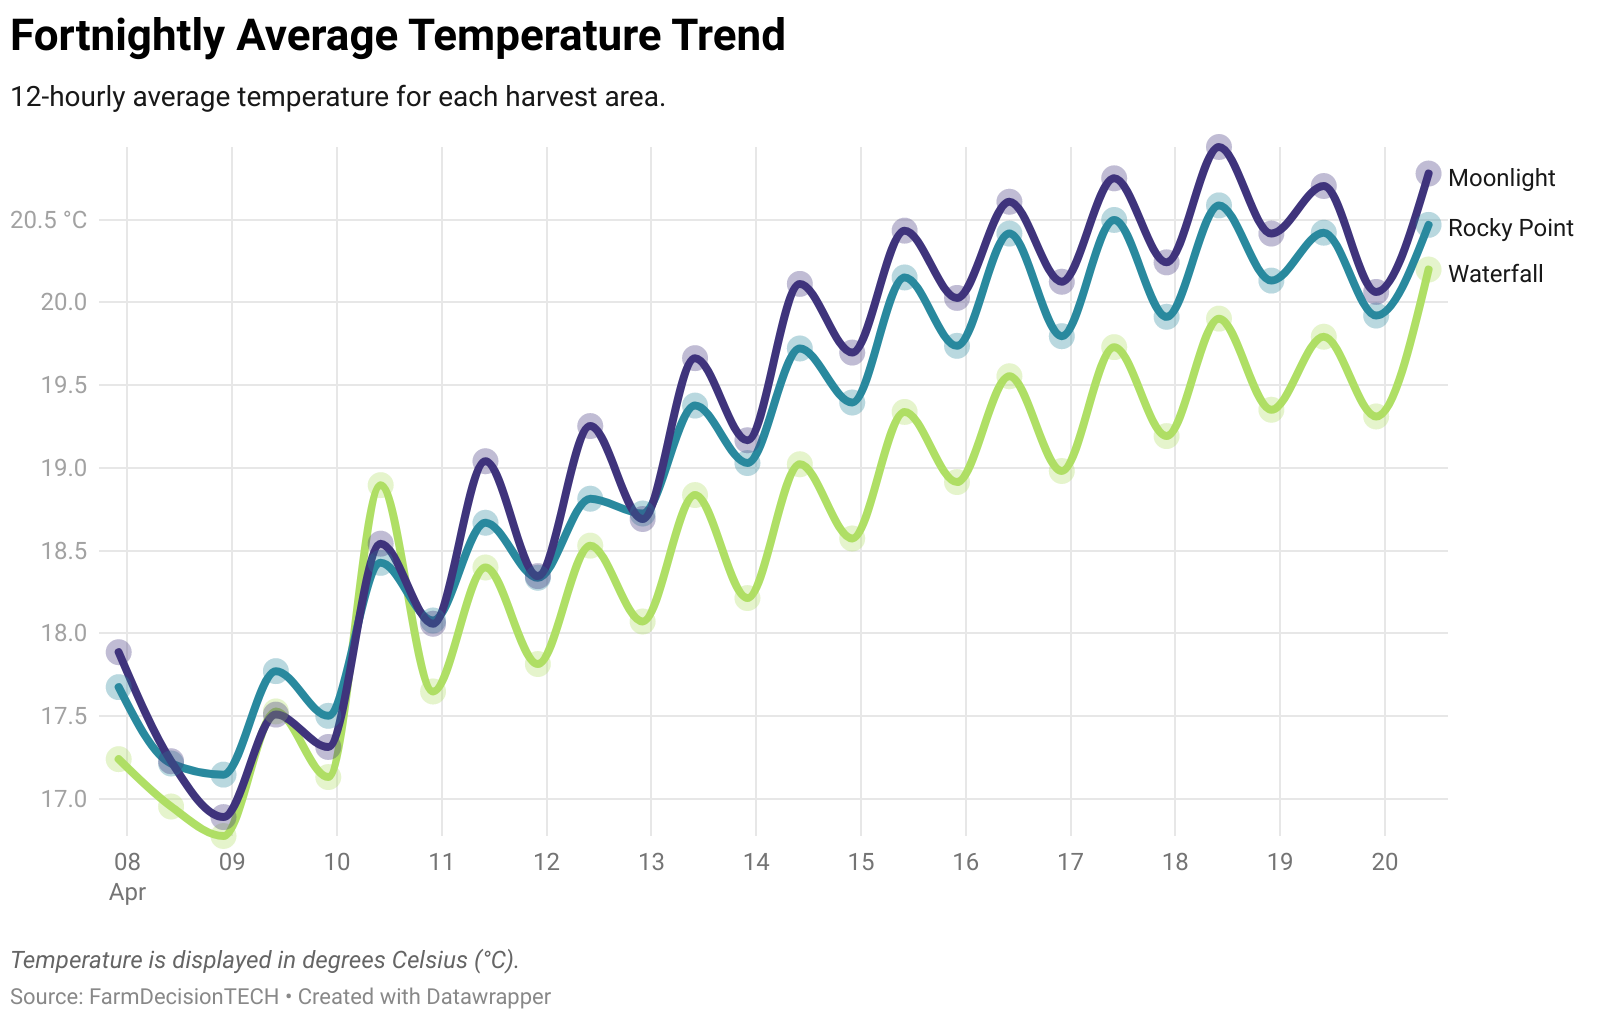 Fortnightly Average Temperature Trend
12-hourly average temperature for each harvest area.
Moonlight
20.5 °C
Rocky Point
Waterfall
20.0
19.5
19.0
18.5
18.0
17.5
17.0
08 09 10 11 12 13 14 15 16 17 18 19 20
Apr
Temperature is displayed in degrees Celsius (°C).
Source: FarmDecisionTECH • Created with Datawrapper